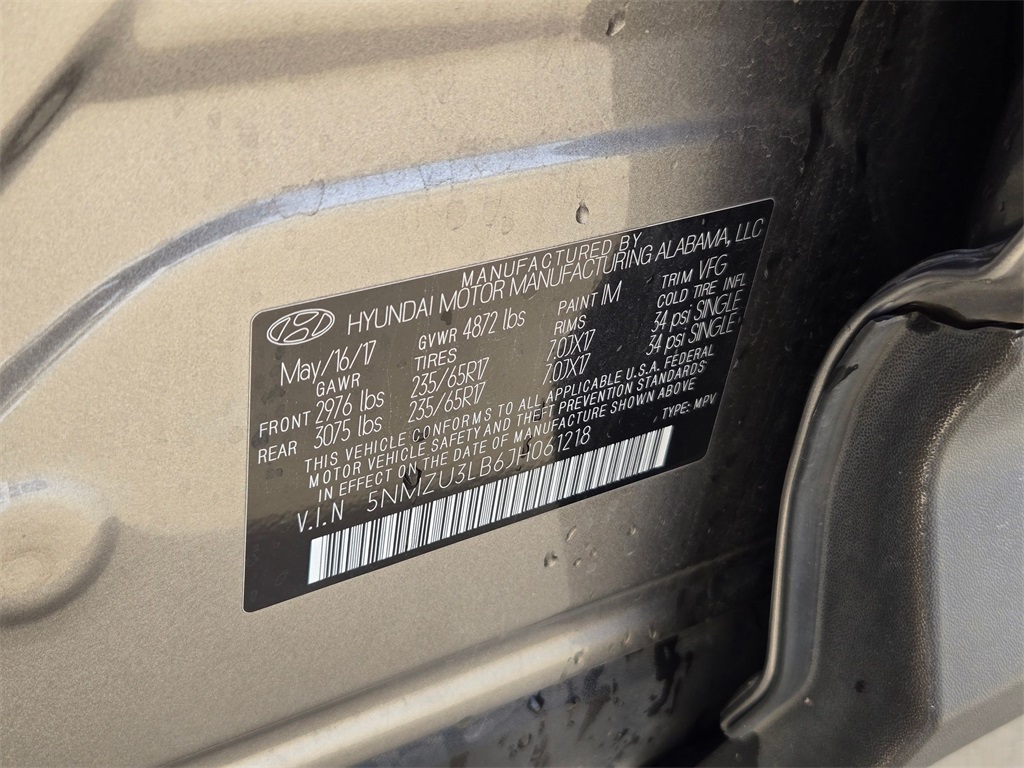 MANUFACTURED BY
HYUNDAI MOTOR MANUFACTURING ALABAMA, LLC
May/16/17 GVWR 4872 lbs PAINT IM TRIM VFG
GAWR TIRES RIMS COLD TIRE INFL
FRONT 2976 lbs 235/65R17 7.0JX17 34 psi SINGLE
REAR 3075 lbs 235/65R17 7.0JX17 34 psi SINGLE
THIS VEHICLE CONFORMS TO ALL APPLICABLE U.S.A. FEDERAL
MOTOR VEHICLE SAFETY AND THEFT PREVENTION STANDARDS
IN EFFECT ON THE DATE OF MANUFACTURE SHOWN ABOVE
V.I.N 5NMZU3LB6JH061218 TYPE: MPV